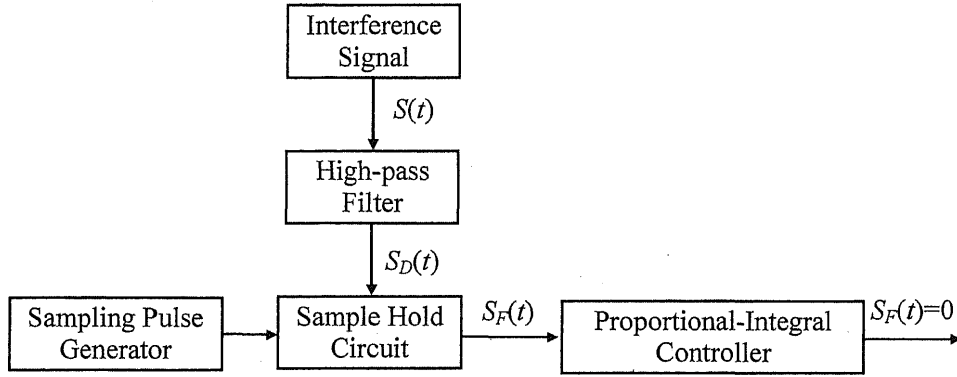 Interference
Signal
S(t)
High-pass
Filter
S_D(t)
Sampling Pulse
Generator
Sample Hold
Circuit
S_F(t)
Proportional-Integral
Controller
S_F(t)=0